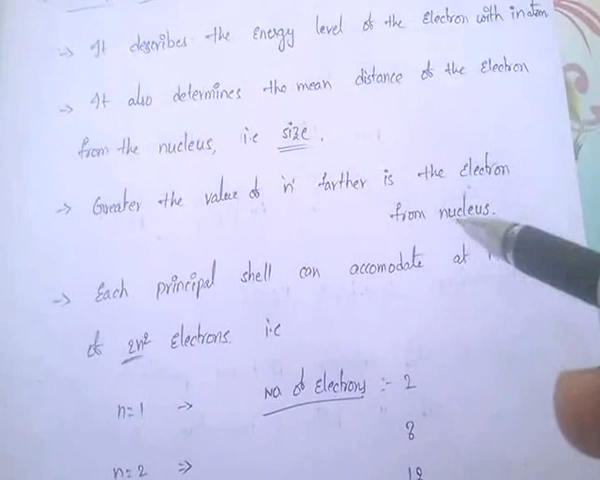 -> It describes the energy level of the electron with in atom
-> It also determines the mean distance of the electron
from the nucleus, i.e size.
-> Greater the value of 'n' farther is the electron
from nucleus.
-> Each principal shell can accomodate at
of 2n² electrons. i.e
n=1 -> No of electrons :- 2
8
n=2 =>
18